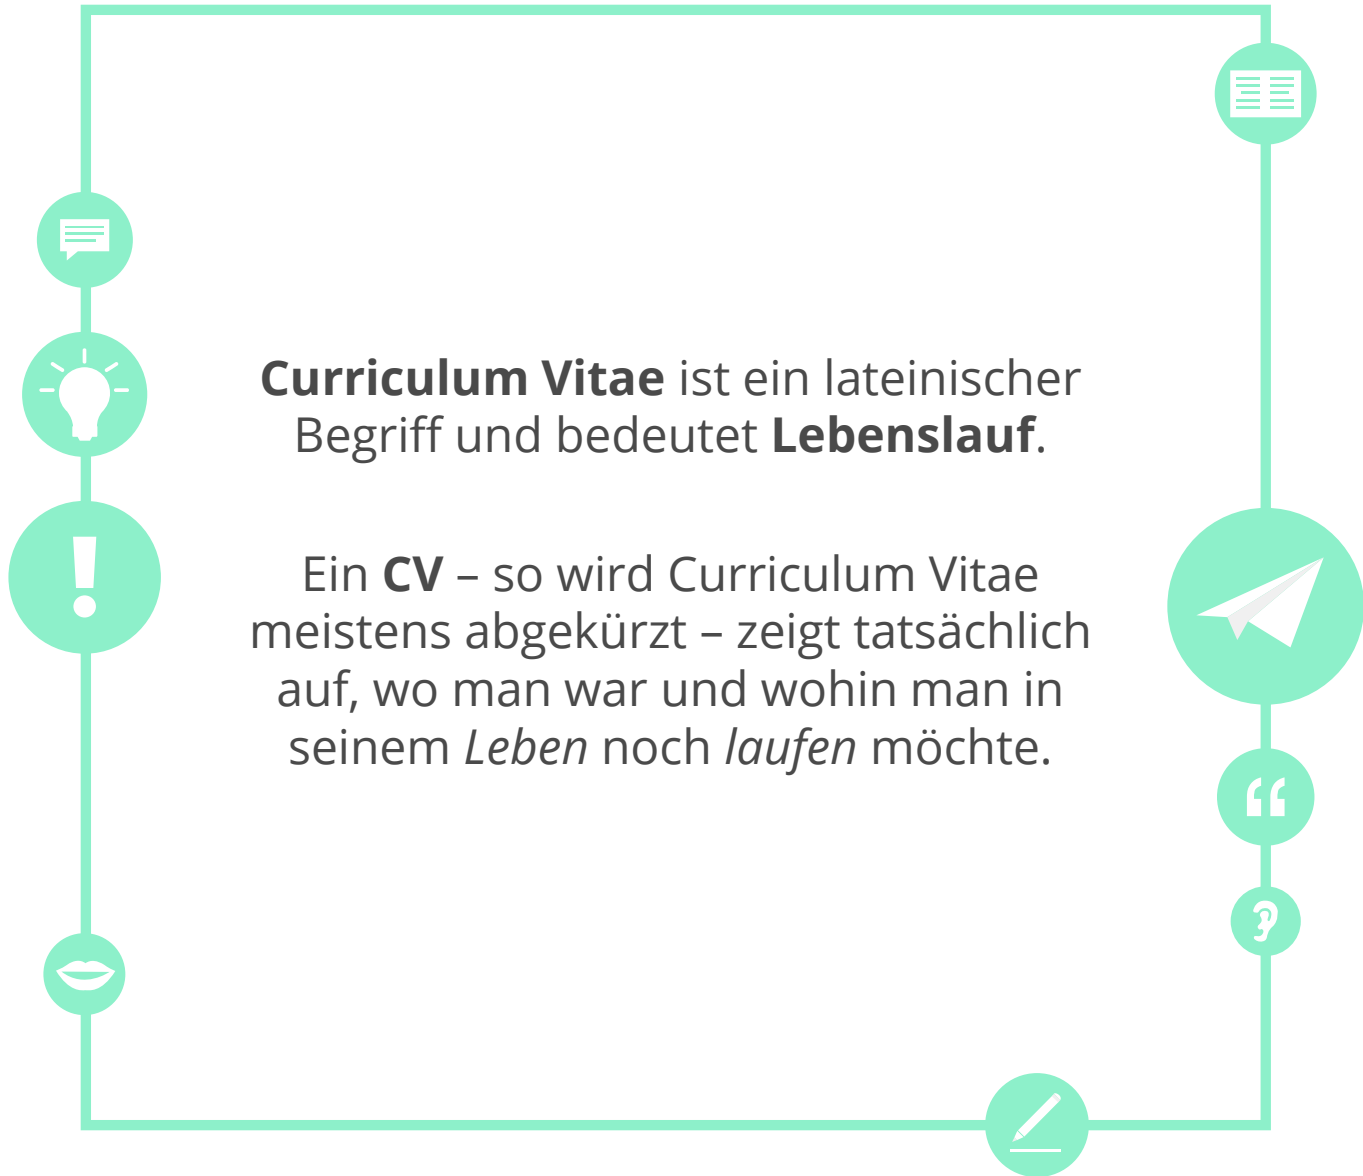 Curriculum Vitae ist ein lateinischer
Begriff und bedeutet Lebenslauf.
Ein CV – so wird Curriculum Vitae
meistens abgekürzt – zeigt tatsächlich
auf, wo man war und wohin man in
seinem Leben noch laufen möchte.